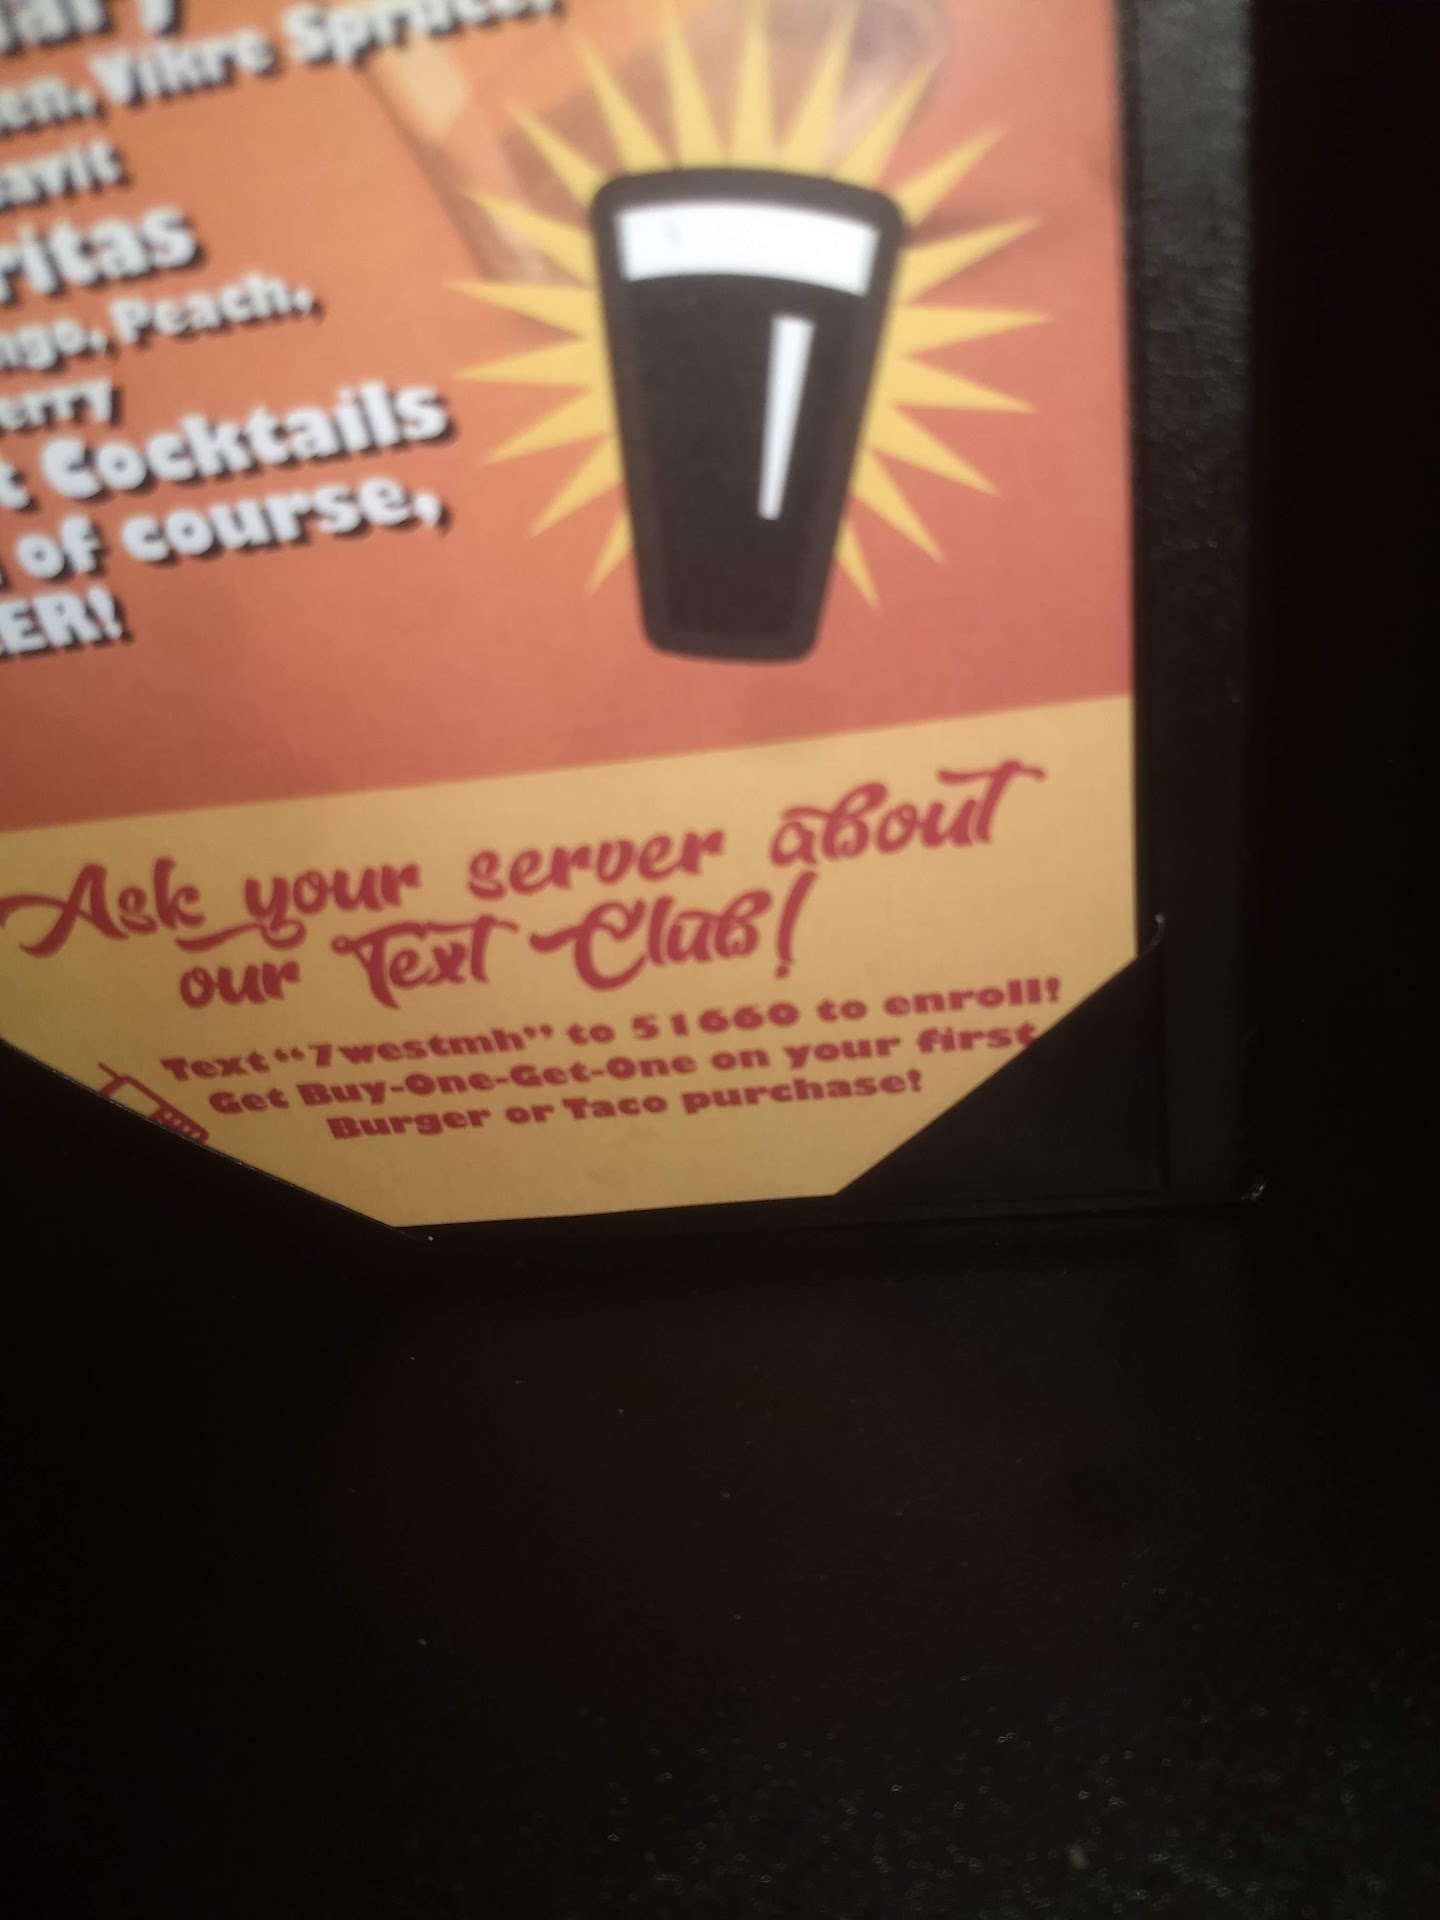 Vikre Spruce,
Peach,
Cocktails
of course,
Ask your server about
our Text Club!
Text "7westmh" to 51660 to enroll!
Get Buy-One-Get-One on your first
Burger or Taco purchase!